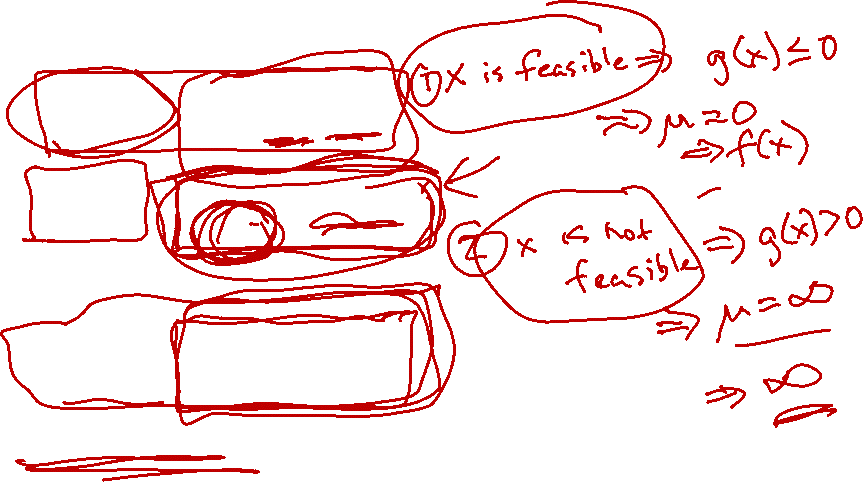 ① x is feasible ⇒ g(x) ≤ 0
⇒ μ = 0
⇒ f(x)
② x is not feasible ⇒ g(x) > 0
⇒ μ = ∞
⇒ ∞